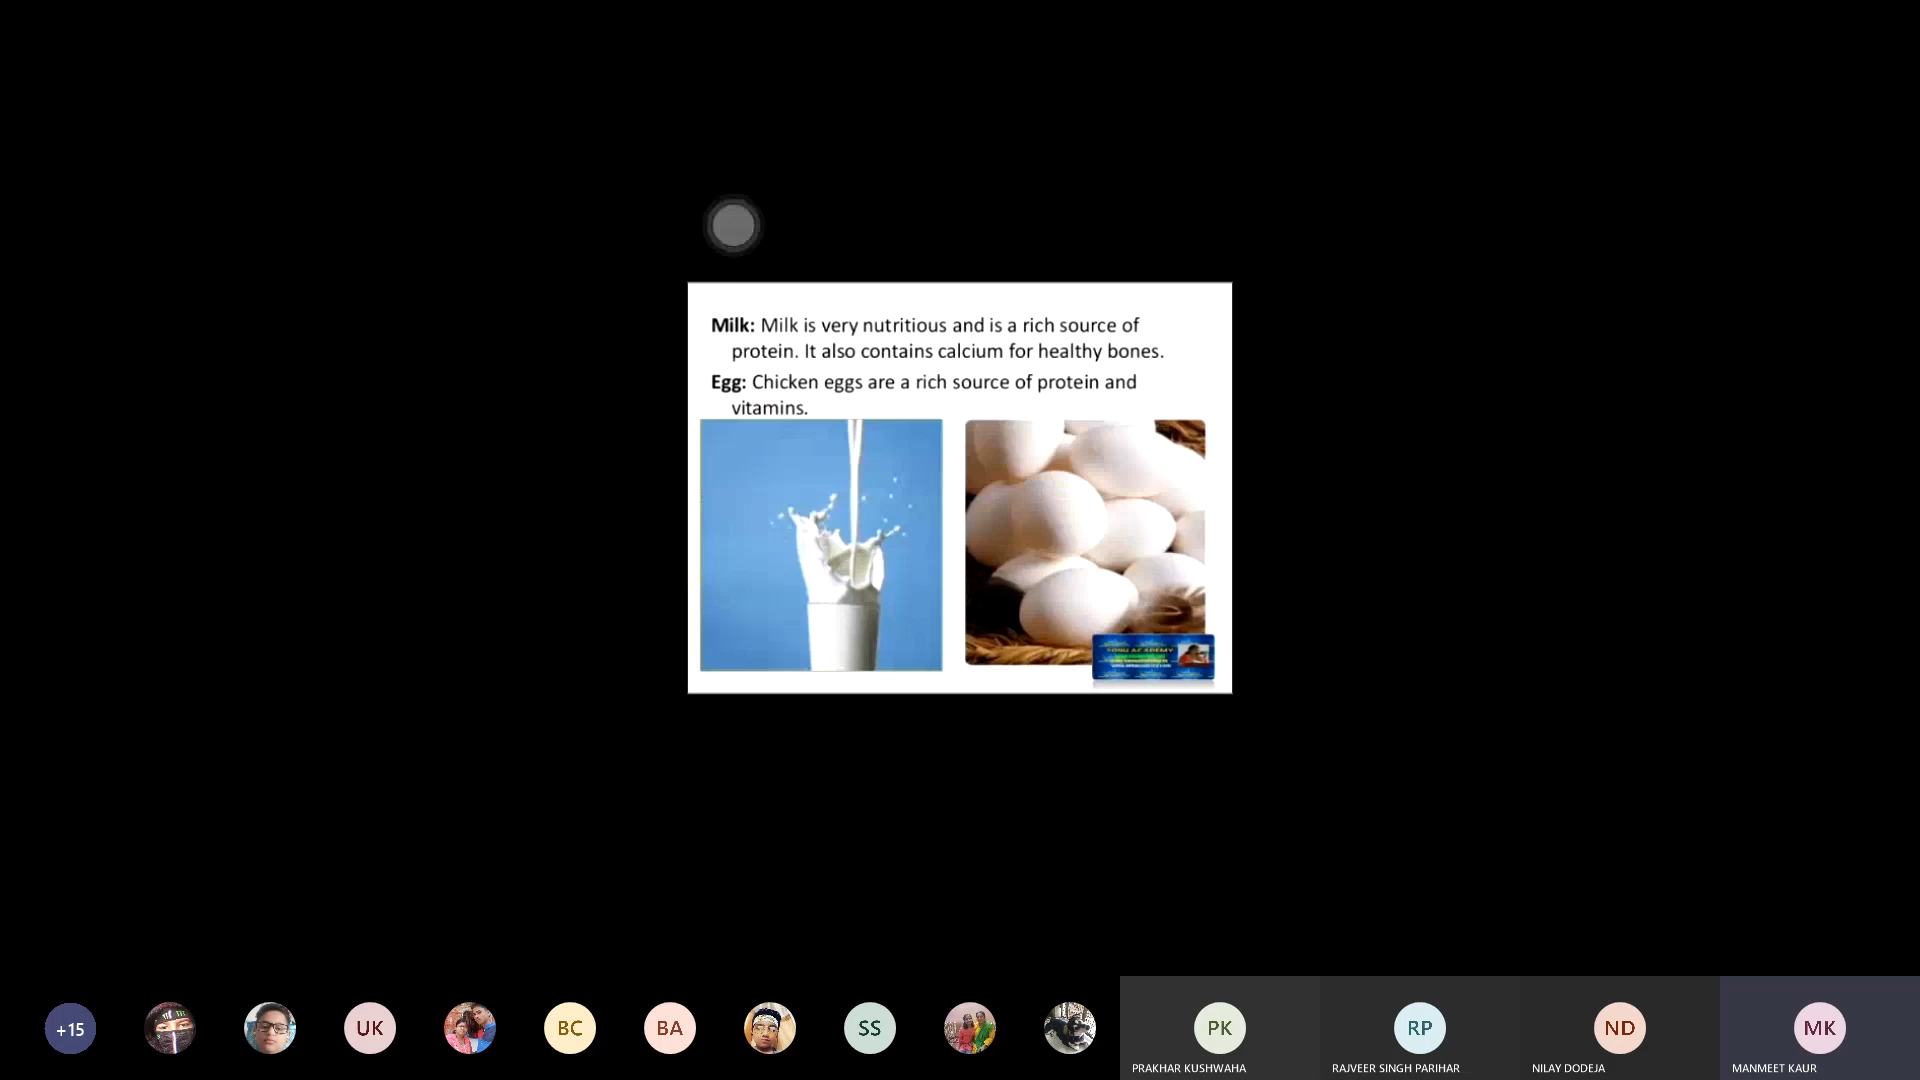 Milk: Milk is very nutritious and is a rich source of
protein. It also contains calcium for healthy bones.
Egg: Chicken eggs are a rich source of protein and
vitamins.
+15
UK
BC
BA
SS
PK
RP
ND
MK
PRAKHAR KUSHWAHA
RAJVEER SINGH PARIHAR
NILAY DODEJA
MANMEET KAUR